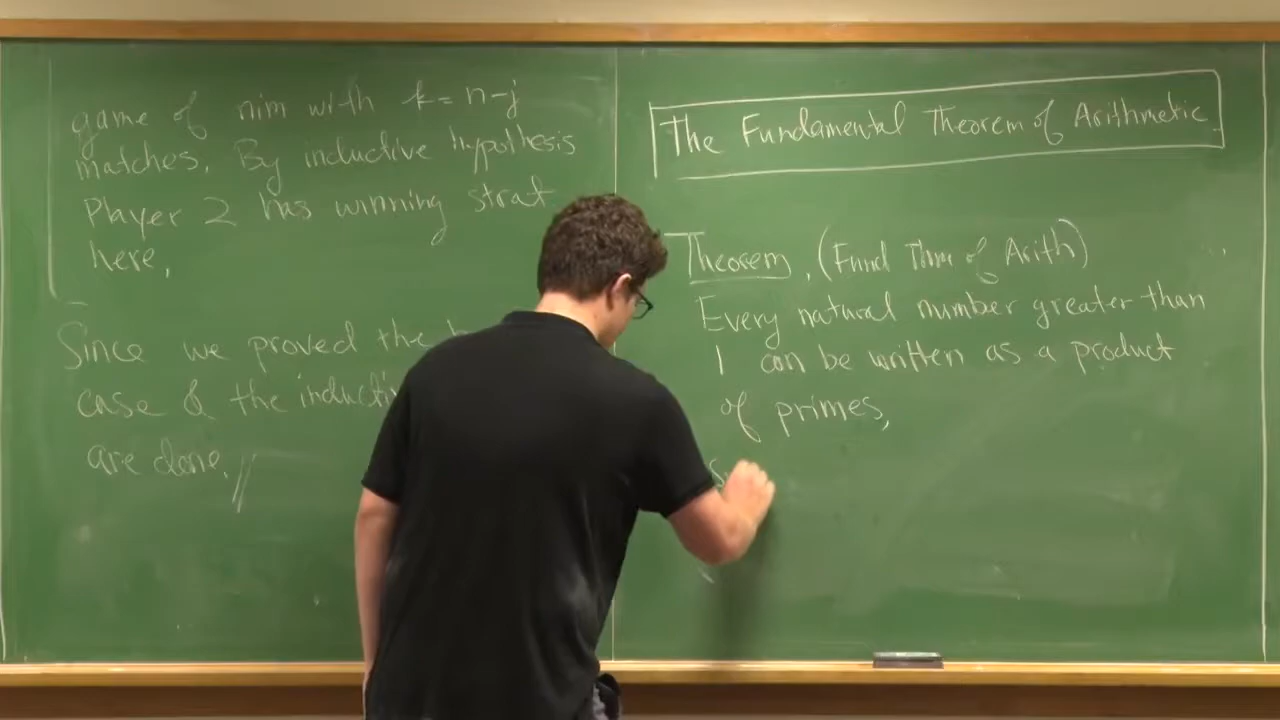 game of nim with k = n-j
matches. By inductive hypothesis
Player 2 has winning strat
here.
Since we proved the
case & the inducti
are done. //
The Fundamental Theorem of Arithmetic.
Theorem. (Fund Thm of Arith)
Every natural number greater than
1 can be written as a product
of primes,